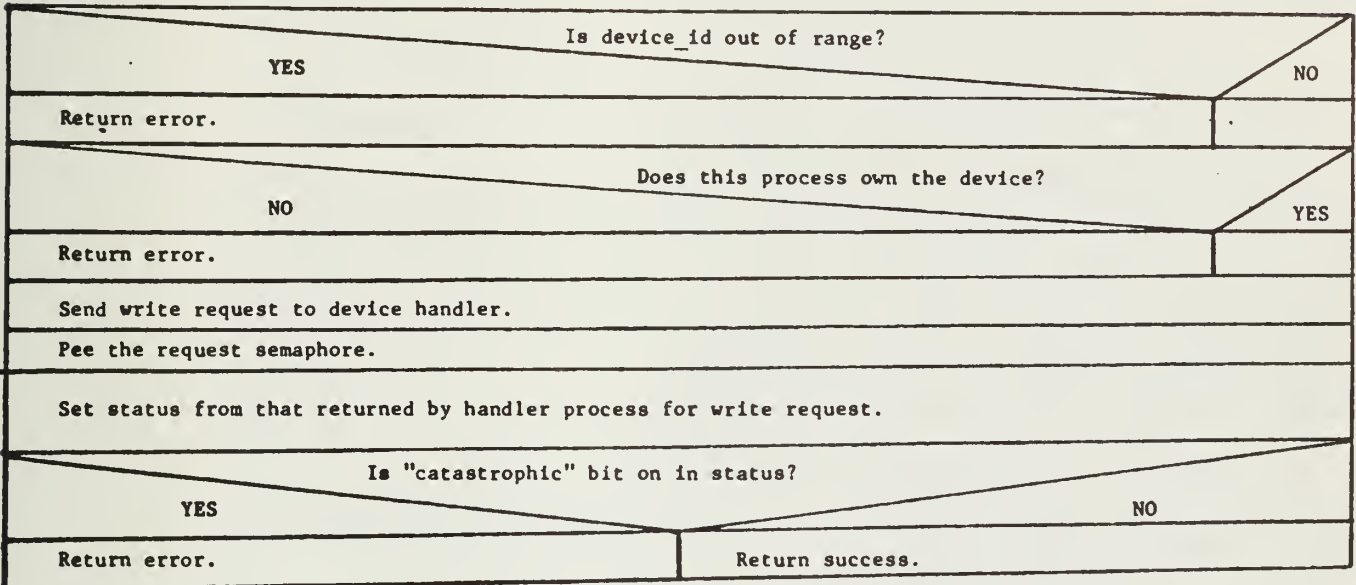 Is device_id out of range?
YES
NO
Return error.
Does this process own the device?
NO
YES
Return error.
Send write request to device handler.
Pee the request semaphore.
Set status from that returned by handler process for write request.
Is "catastrophic" bit on in status?
YES
NO
Return error.
Return success.